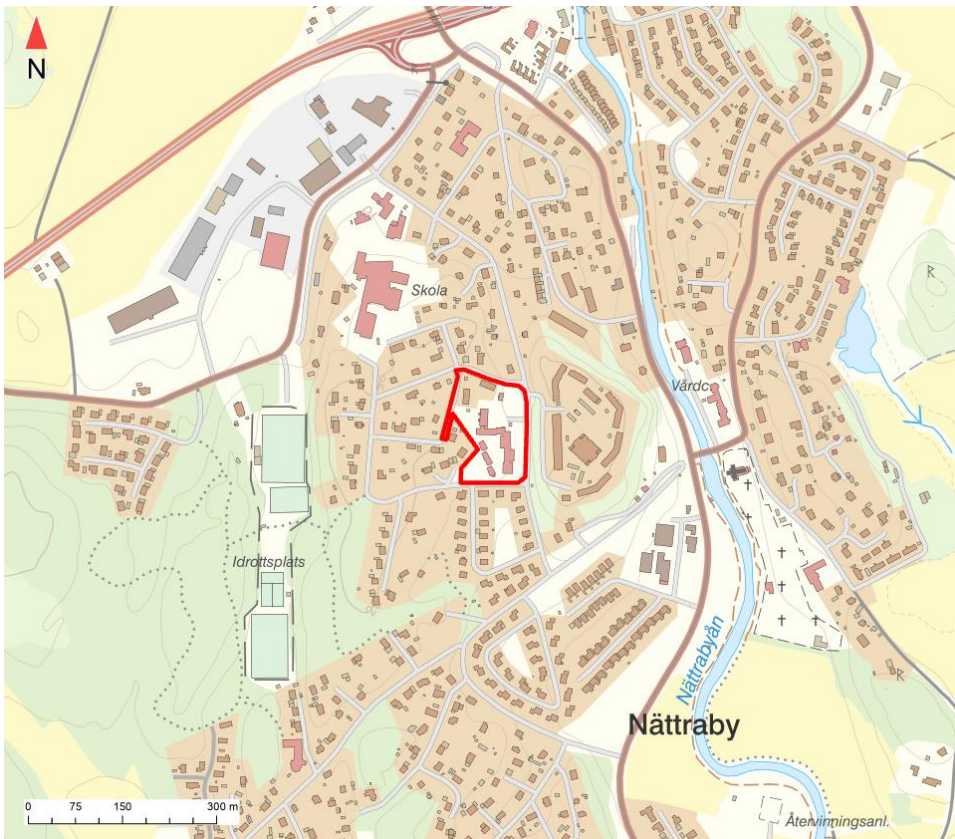 N
Skola
Vårdc.
Idrottsplats
Nättrabyån
Nättraby
0 75 150 300 m
Återvinningsanl.
R
R
R